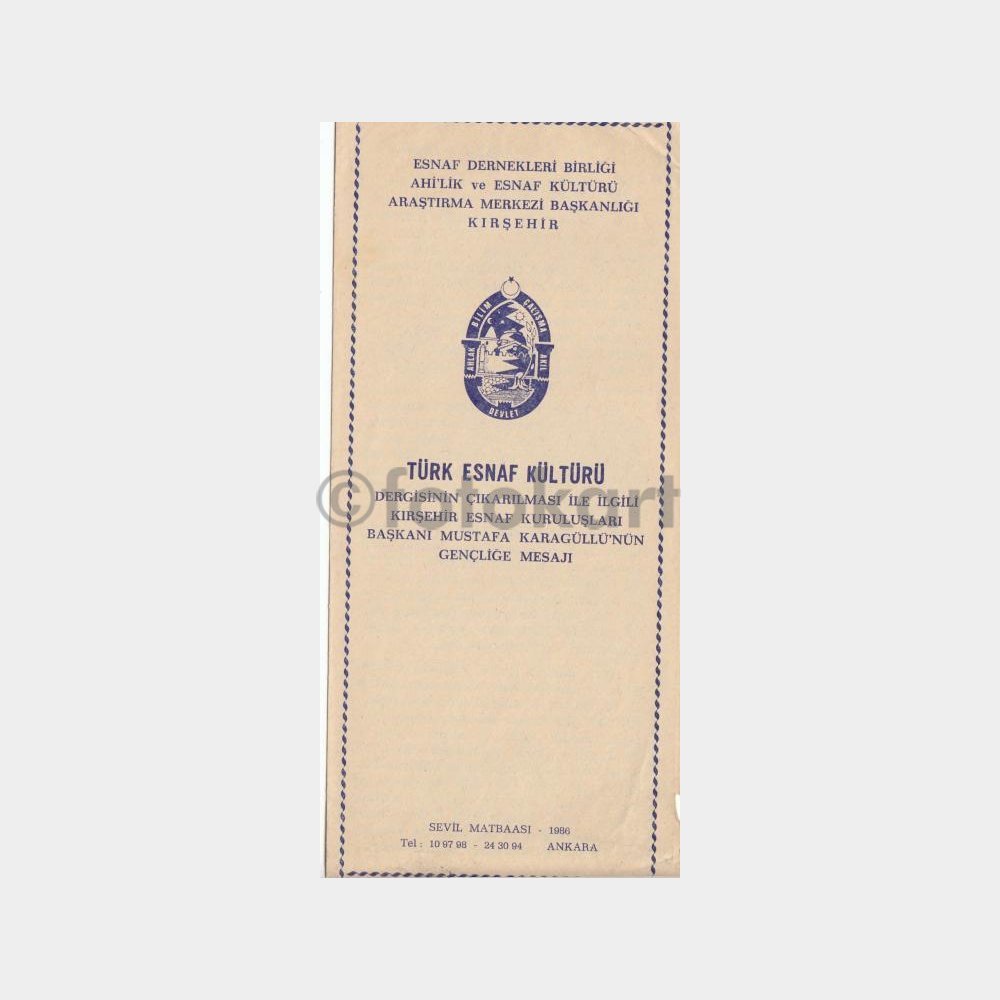 ESNAF DERNEKLERİ BİRLİĞİ
AHİ'LİK ve ESNAF KÜLTÜRÜ
ARAŞTIRMA MERKEZİ BAŞKANLIĞI
KIRŞEHİR
BİLİM
ÇALIŞMA
AHLAK
AKIL
DEVLET
TÜRK ESNAF KÜLTÜRÜ
©fotokart
DERGİSİNİN ÇIKARILMASI İLE İLGİLİ
KIRŞEHİR ESNAF KURULUŞLARI
BAŞKANI MUSTAFA KARAGÜLLÜ'NÜN
GENÇLİĞE MESAJI
SEVİL MATBAASI - 1986
Tel : 10 97 98 - 24 30 94 ANKARA